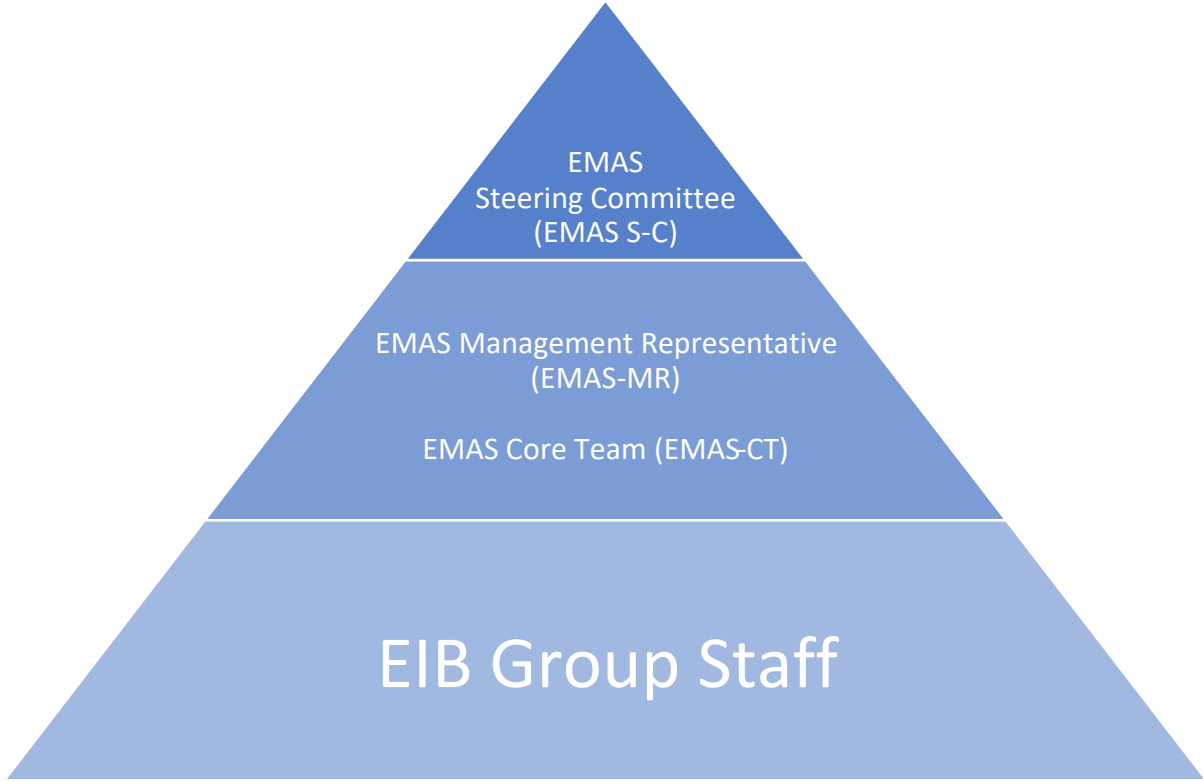 EMAS
Steering Committee
(EMAS S-C)
EMAS Management Representative
(EMAS-MR)
EMAS Core Team (EMAS-CT)
EIB Group Staff